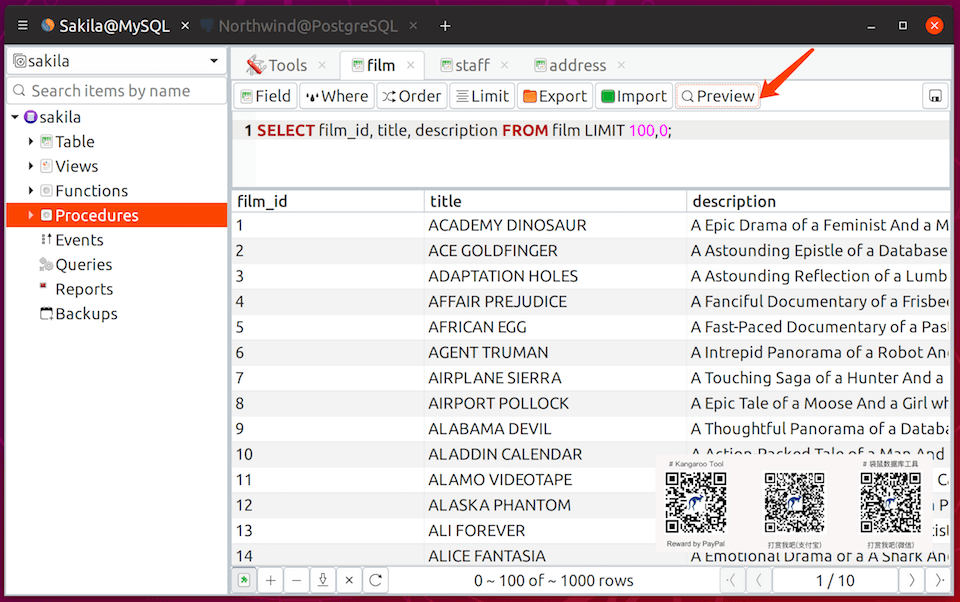 Sakila@MySQL × Northwind@PostgreSQL × +
sakila
Search items by name
sakila
Table
Views
Functions
Procedures
Events
Queries
Reports
Backups
Tools × film × staff × address ×
Field Where Order Limit Export Import Preview
1 SELECT film_id, title, description FROM film LIMIT 100,0;
film_id title description
1 ACADEMY DINOSAUR A Epic Drama of a Feminist And a M
2 ACE GOLDFINGER A Astounding Epistle of a Database
3 ADAPTATION HOLES A Astounding Reflection of a Lumb
4 AFFAIR PREJUDICE A Fanciful Documentary of a Frisbe
5 AFRICAN EGG A Fast-Paced Documentary of a Pas
6 AGENT TRUMAN A Intrepid Panorama of a Robot An
7 AIRPLANE SIERRA A Touching Saga of a Hunter And a
8 AIRPORT POLLOCK A Epic Tale of a Moose And a Girl wh
9 ALABAMA DEVIL A Thoughtful Panorama of a Databa
10 ALADDIN CALENDAR A Action-Packed Tale of a Man And
11 ALAMO VIDEOTAPE
12 ALASKA PHANTOM
13 ALI FOREVER
14 ALICE FANTASIA A Emotional Drama of a A Shark An
# Kangaroo Tool # 袋鼠数据库工具
Reward by PayPal 打赏我吧(支付宝) 打赏我吧(微信)
0 ~ 100 of ~ 1000 rows 1 / 10